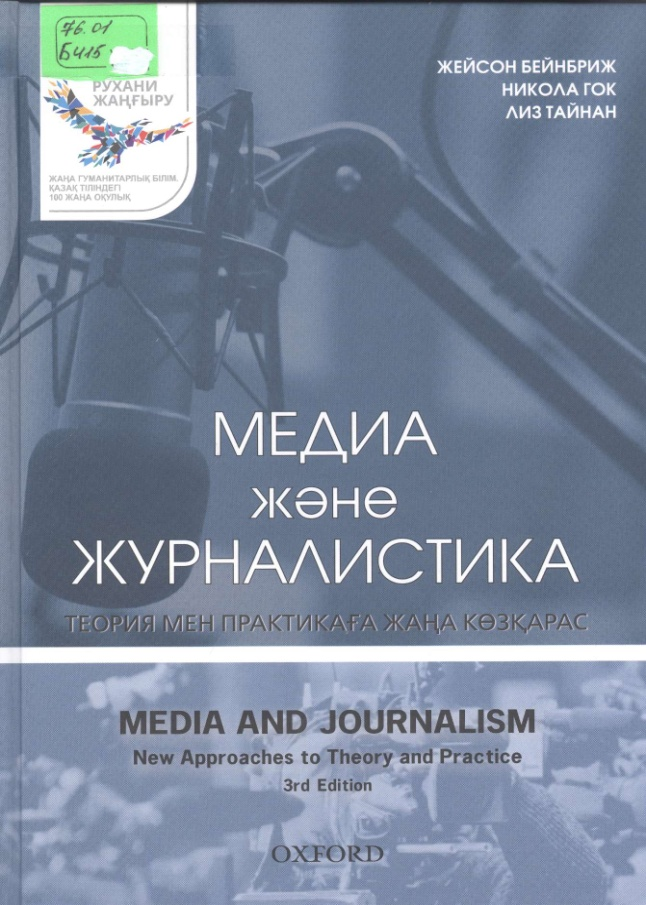 76.01
Б415
РУХАНИ
ЖАҢҒЫРУ
ЖАҢА ГУМАНИТАРЛЫҚ БІЛІМ.
ҚАЗАҚ ТІЛІНДЕГІ
100 ЖАҢА ОҚУЛЫҚ
ЖЕЙСОН БЕЙНБРИЖ
НИКОЛА ГОК
ЛИЗ ТАЙНАН
МЕДИА
және
ЖУРНАЛИСТИКА
ТЕОРИЯ МЕН ПРАКТИКАҒА ЖАҢА КӨЗҚАРАС
MEDIA AND JOURNALISM
New Approaches to Theory and Practice
3rd Edition
OXFORD